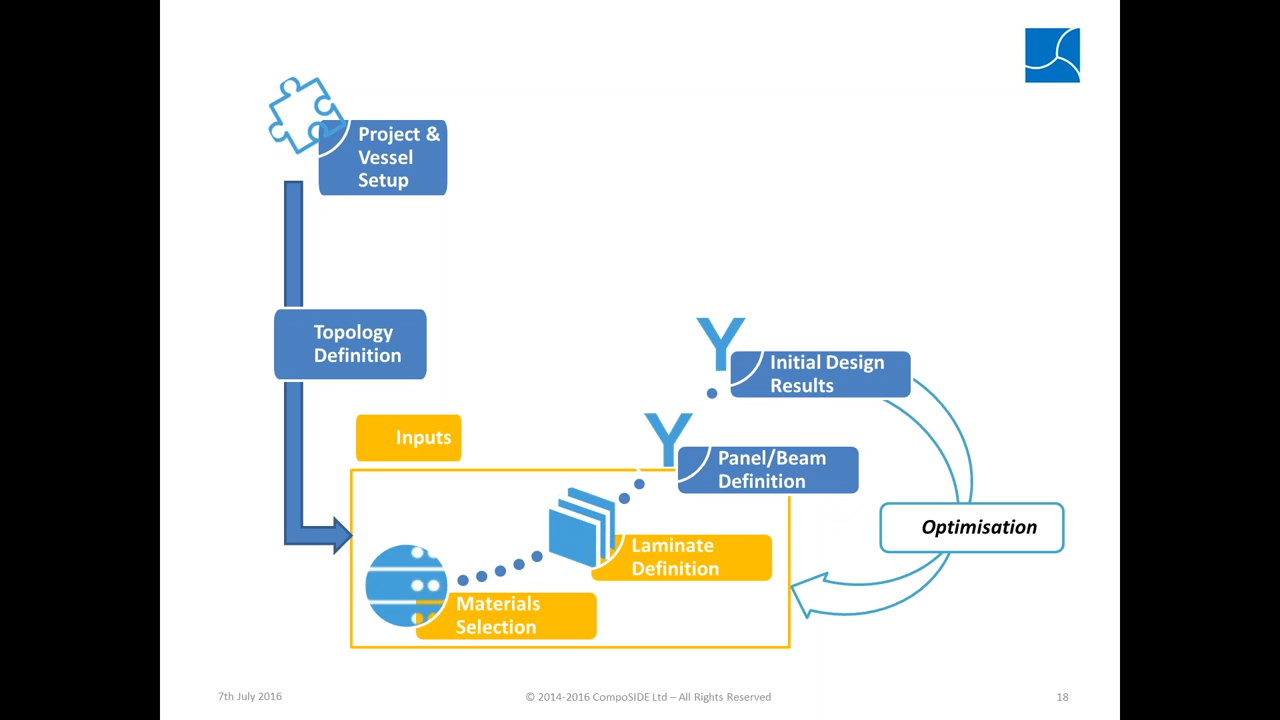 Project &
Vessel
Setup
Topology
Definition
Initial Design
Results
Inputs
Panel/Beam
Definition
Optimisation
Laminate
Definition
Materials
Selection
7th July 2016
© 2014-2016 CompoSIDE Ltd – All Rights Reserved
18